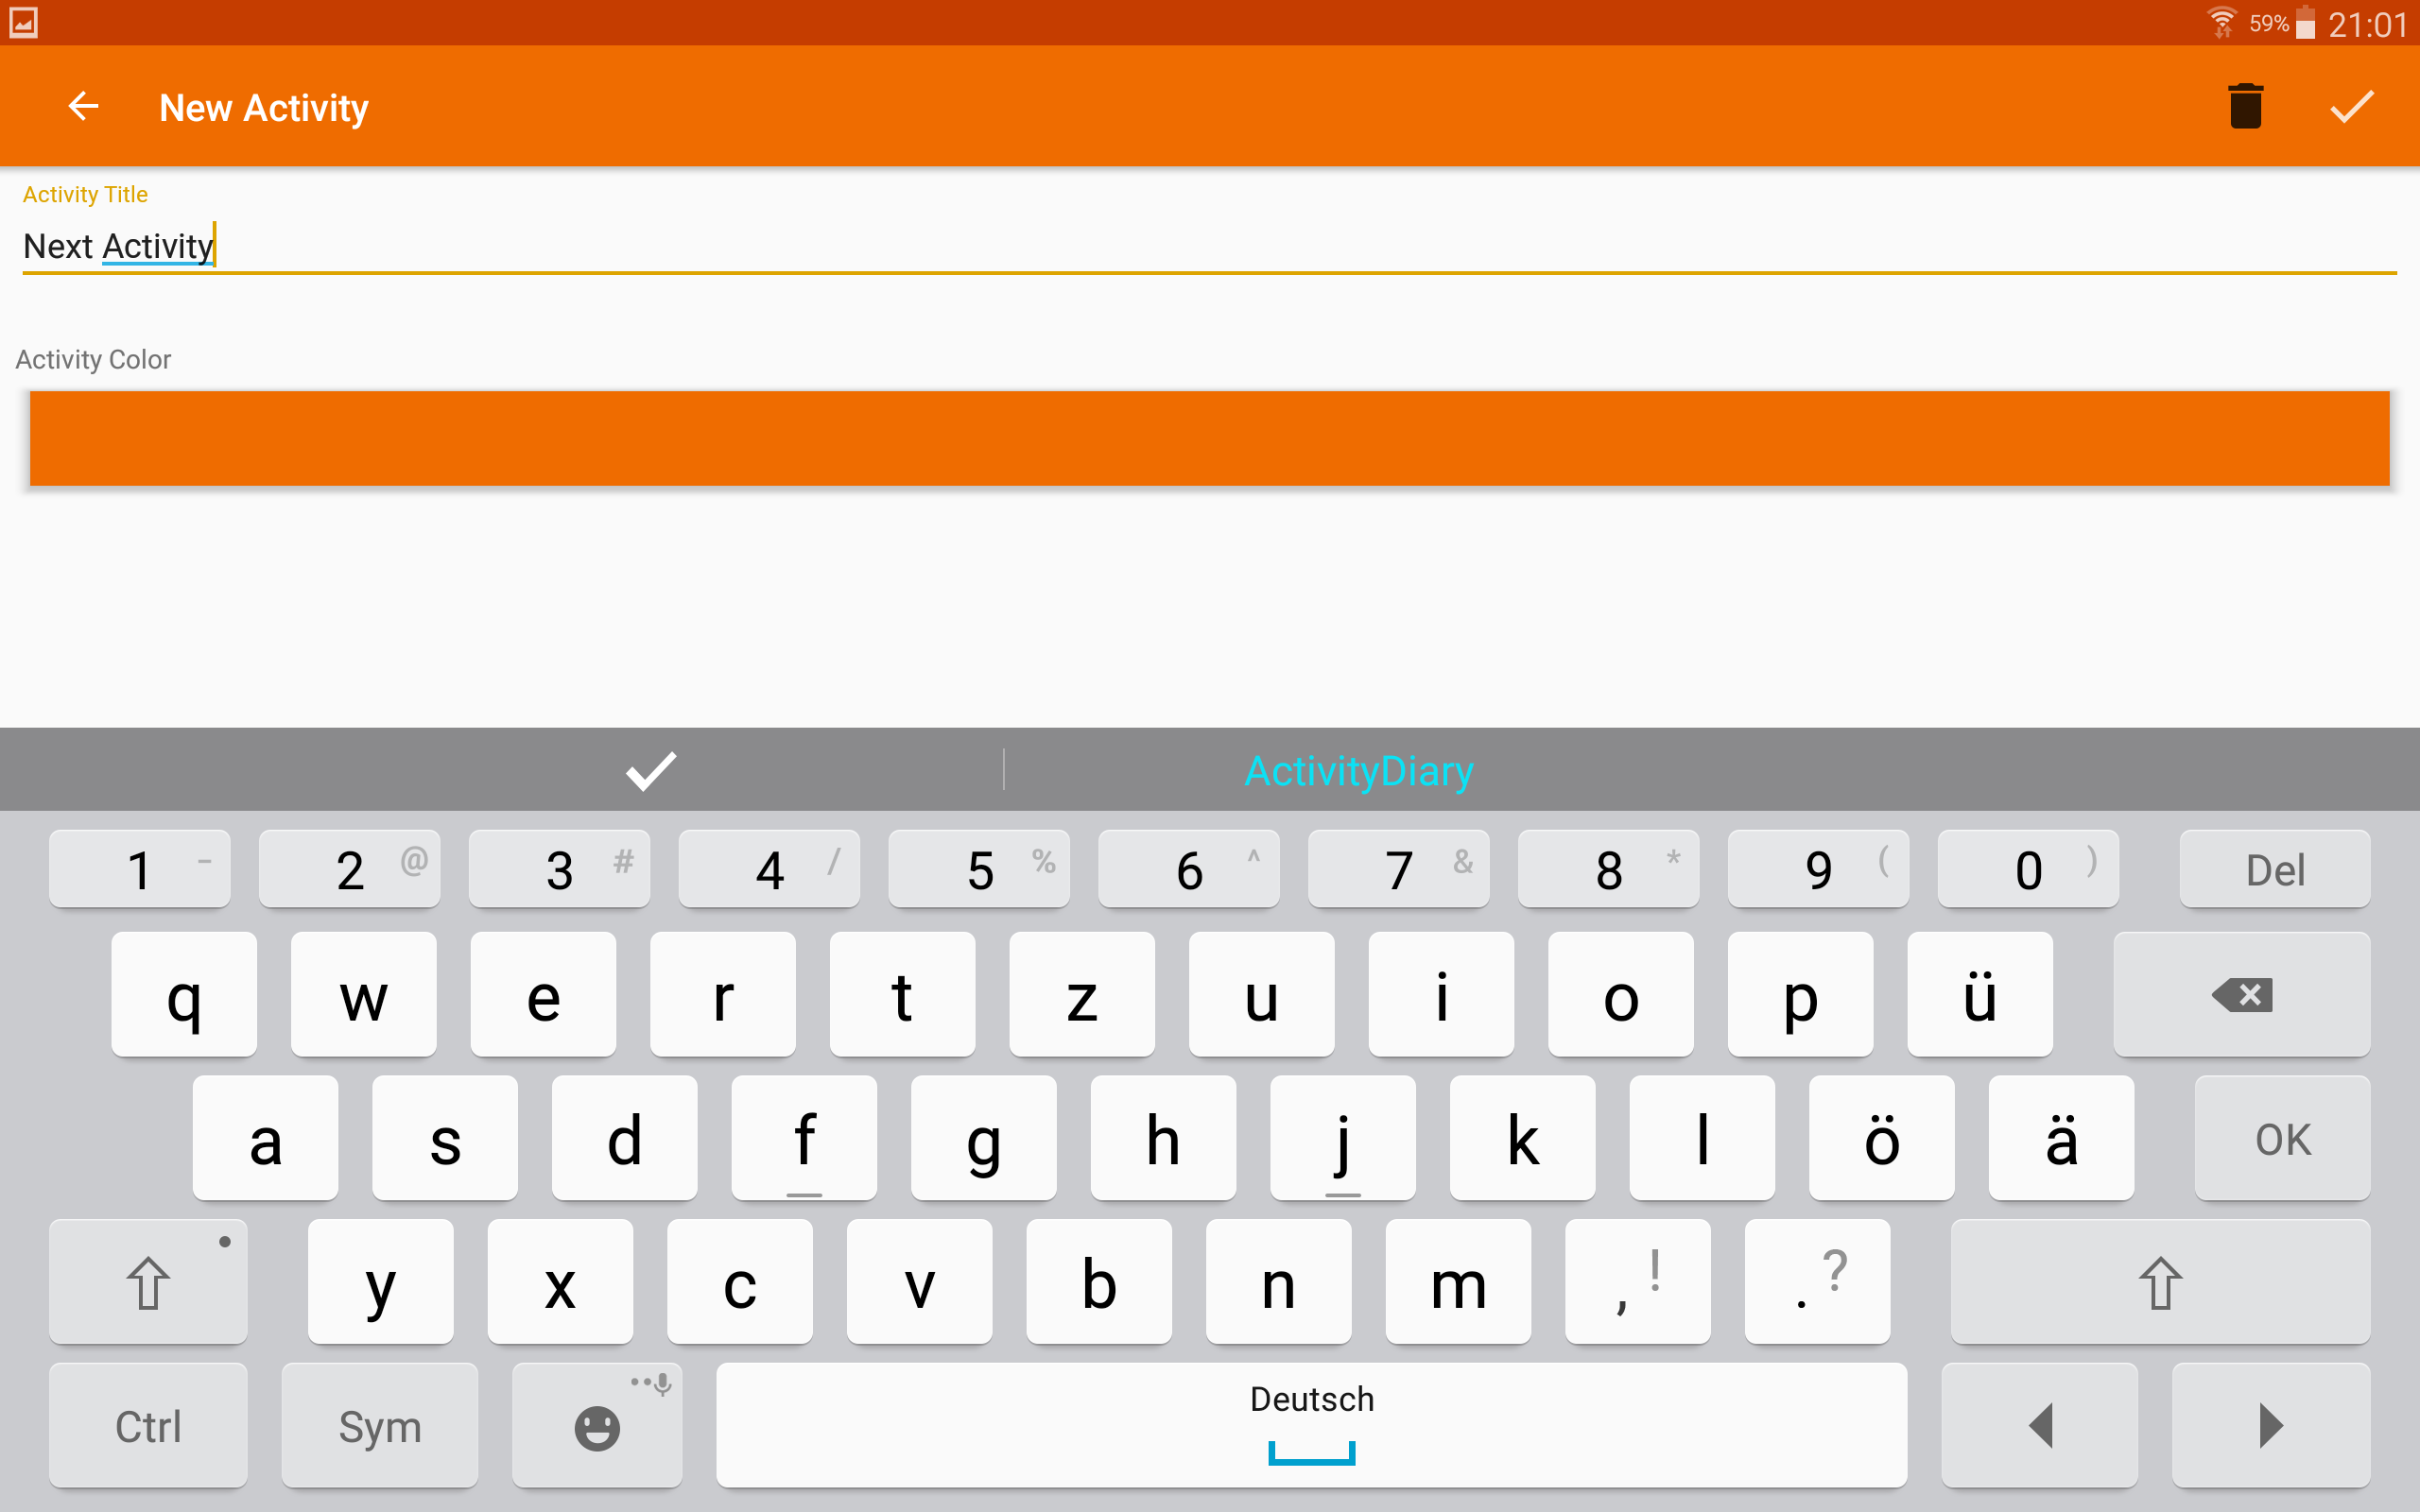 59% 21:01
New Activity
Activity Title
Next Activity
Activity Color
ActivityDiary
1 - 2 @ 3 # 4 / 5 % 6 ^ 7 & 8 * 9 ( 0 ) Del
q w e r t z u i o p ü
a s d f g h j k l ö ä OK
y x c v b n m , ! . ?
Ctrl Sym Deutsch